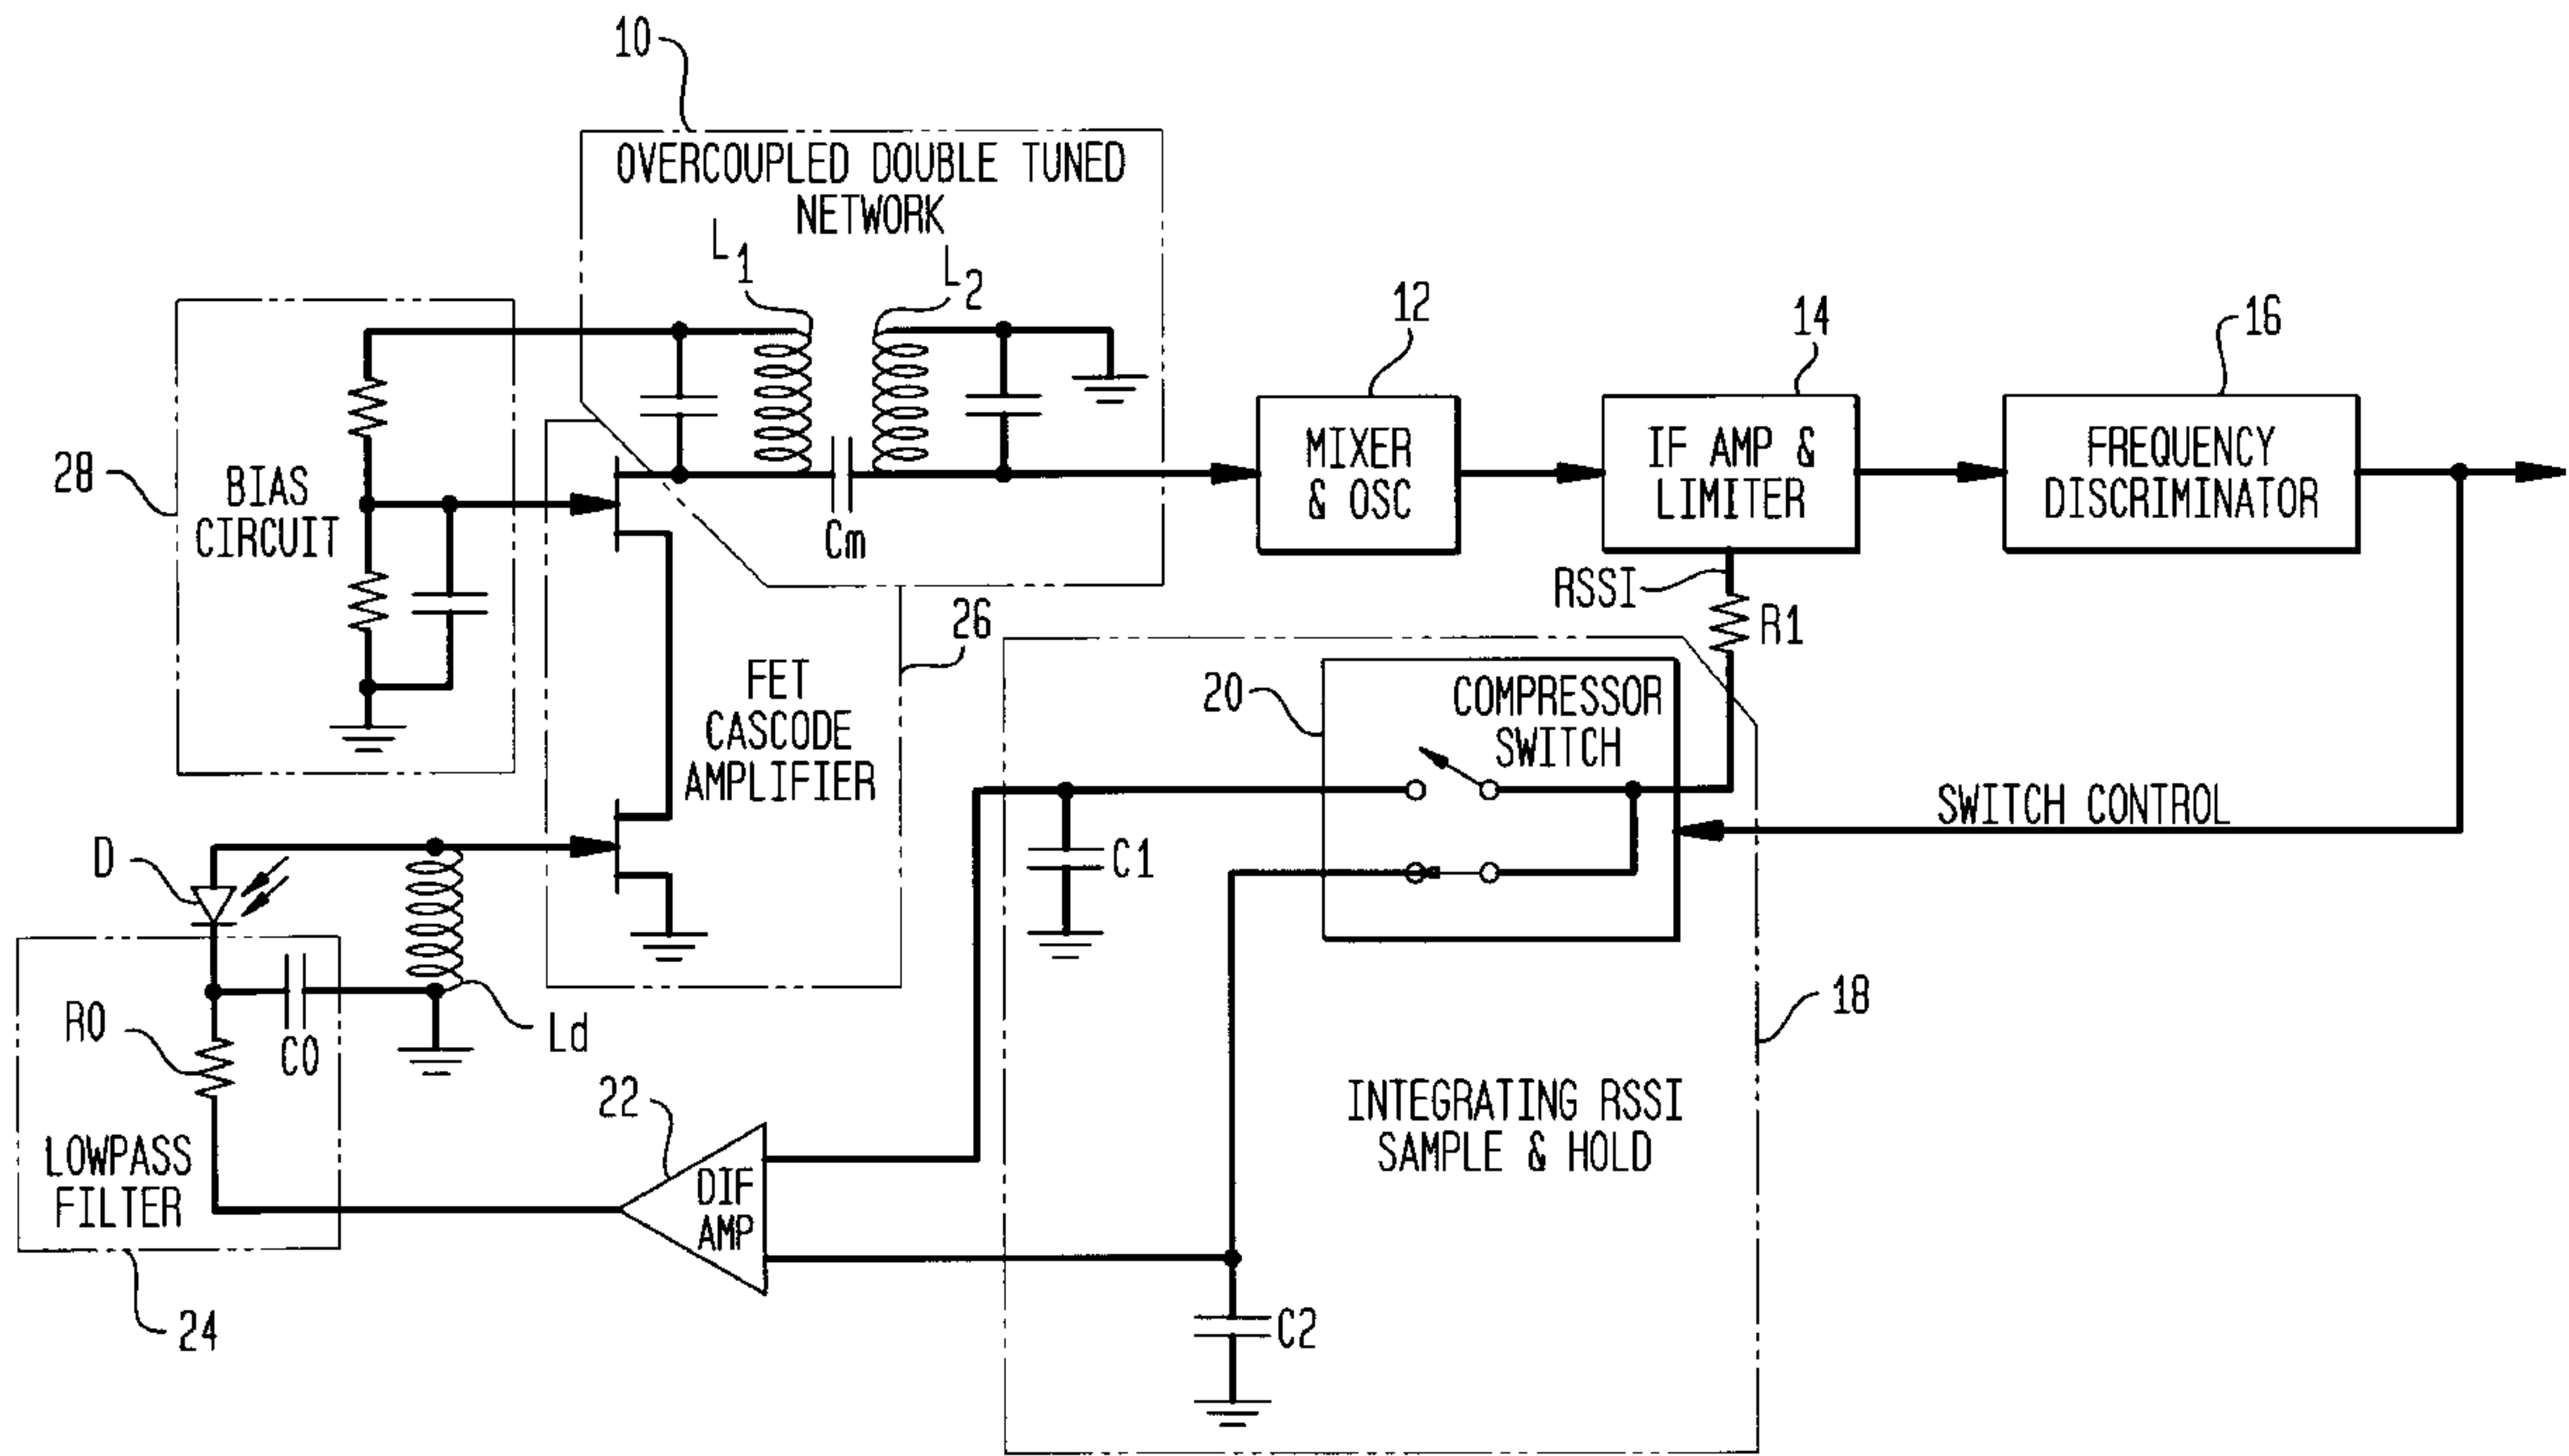 10
OVERCOUPLED DOUBLE TUNED
NETWORK
L1
L2
12
14
16
MIXER
& OSC
IF AMP &
LIMITER
FREQUENCY
DISCRIMINATOR
28
BIAS
CIRCUIT
Cm
RSSI
R1
26
FET
CASCODE
AMPLIFIER
20
COMPRESSOR
SWITCH
SWITCH CONTROL
D
C1
18
R0
C0
Ld
22
INTEGRATING RSSI
SAMPLE & HOLD
LOWPASS
FILTER
DIF
AMP
24
C2